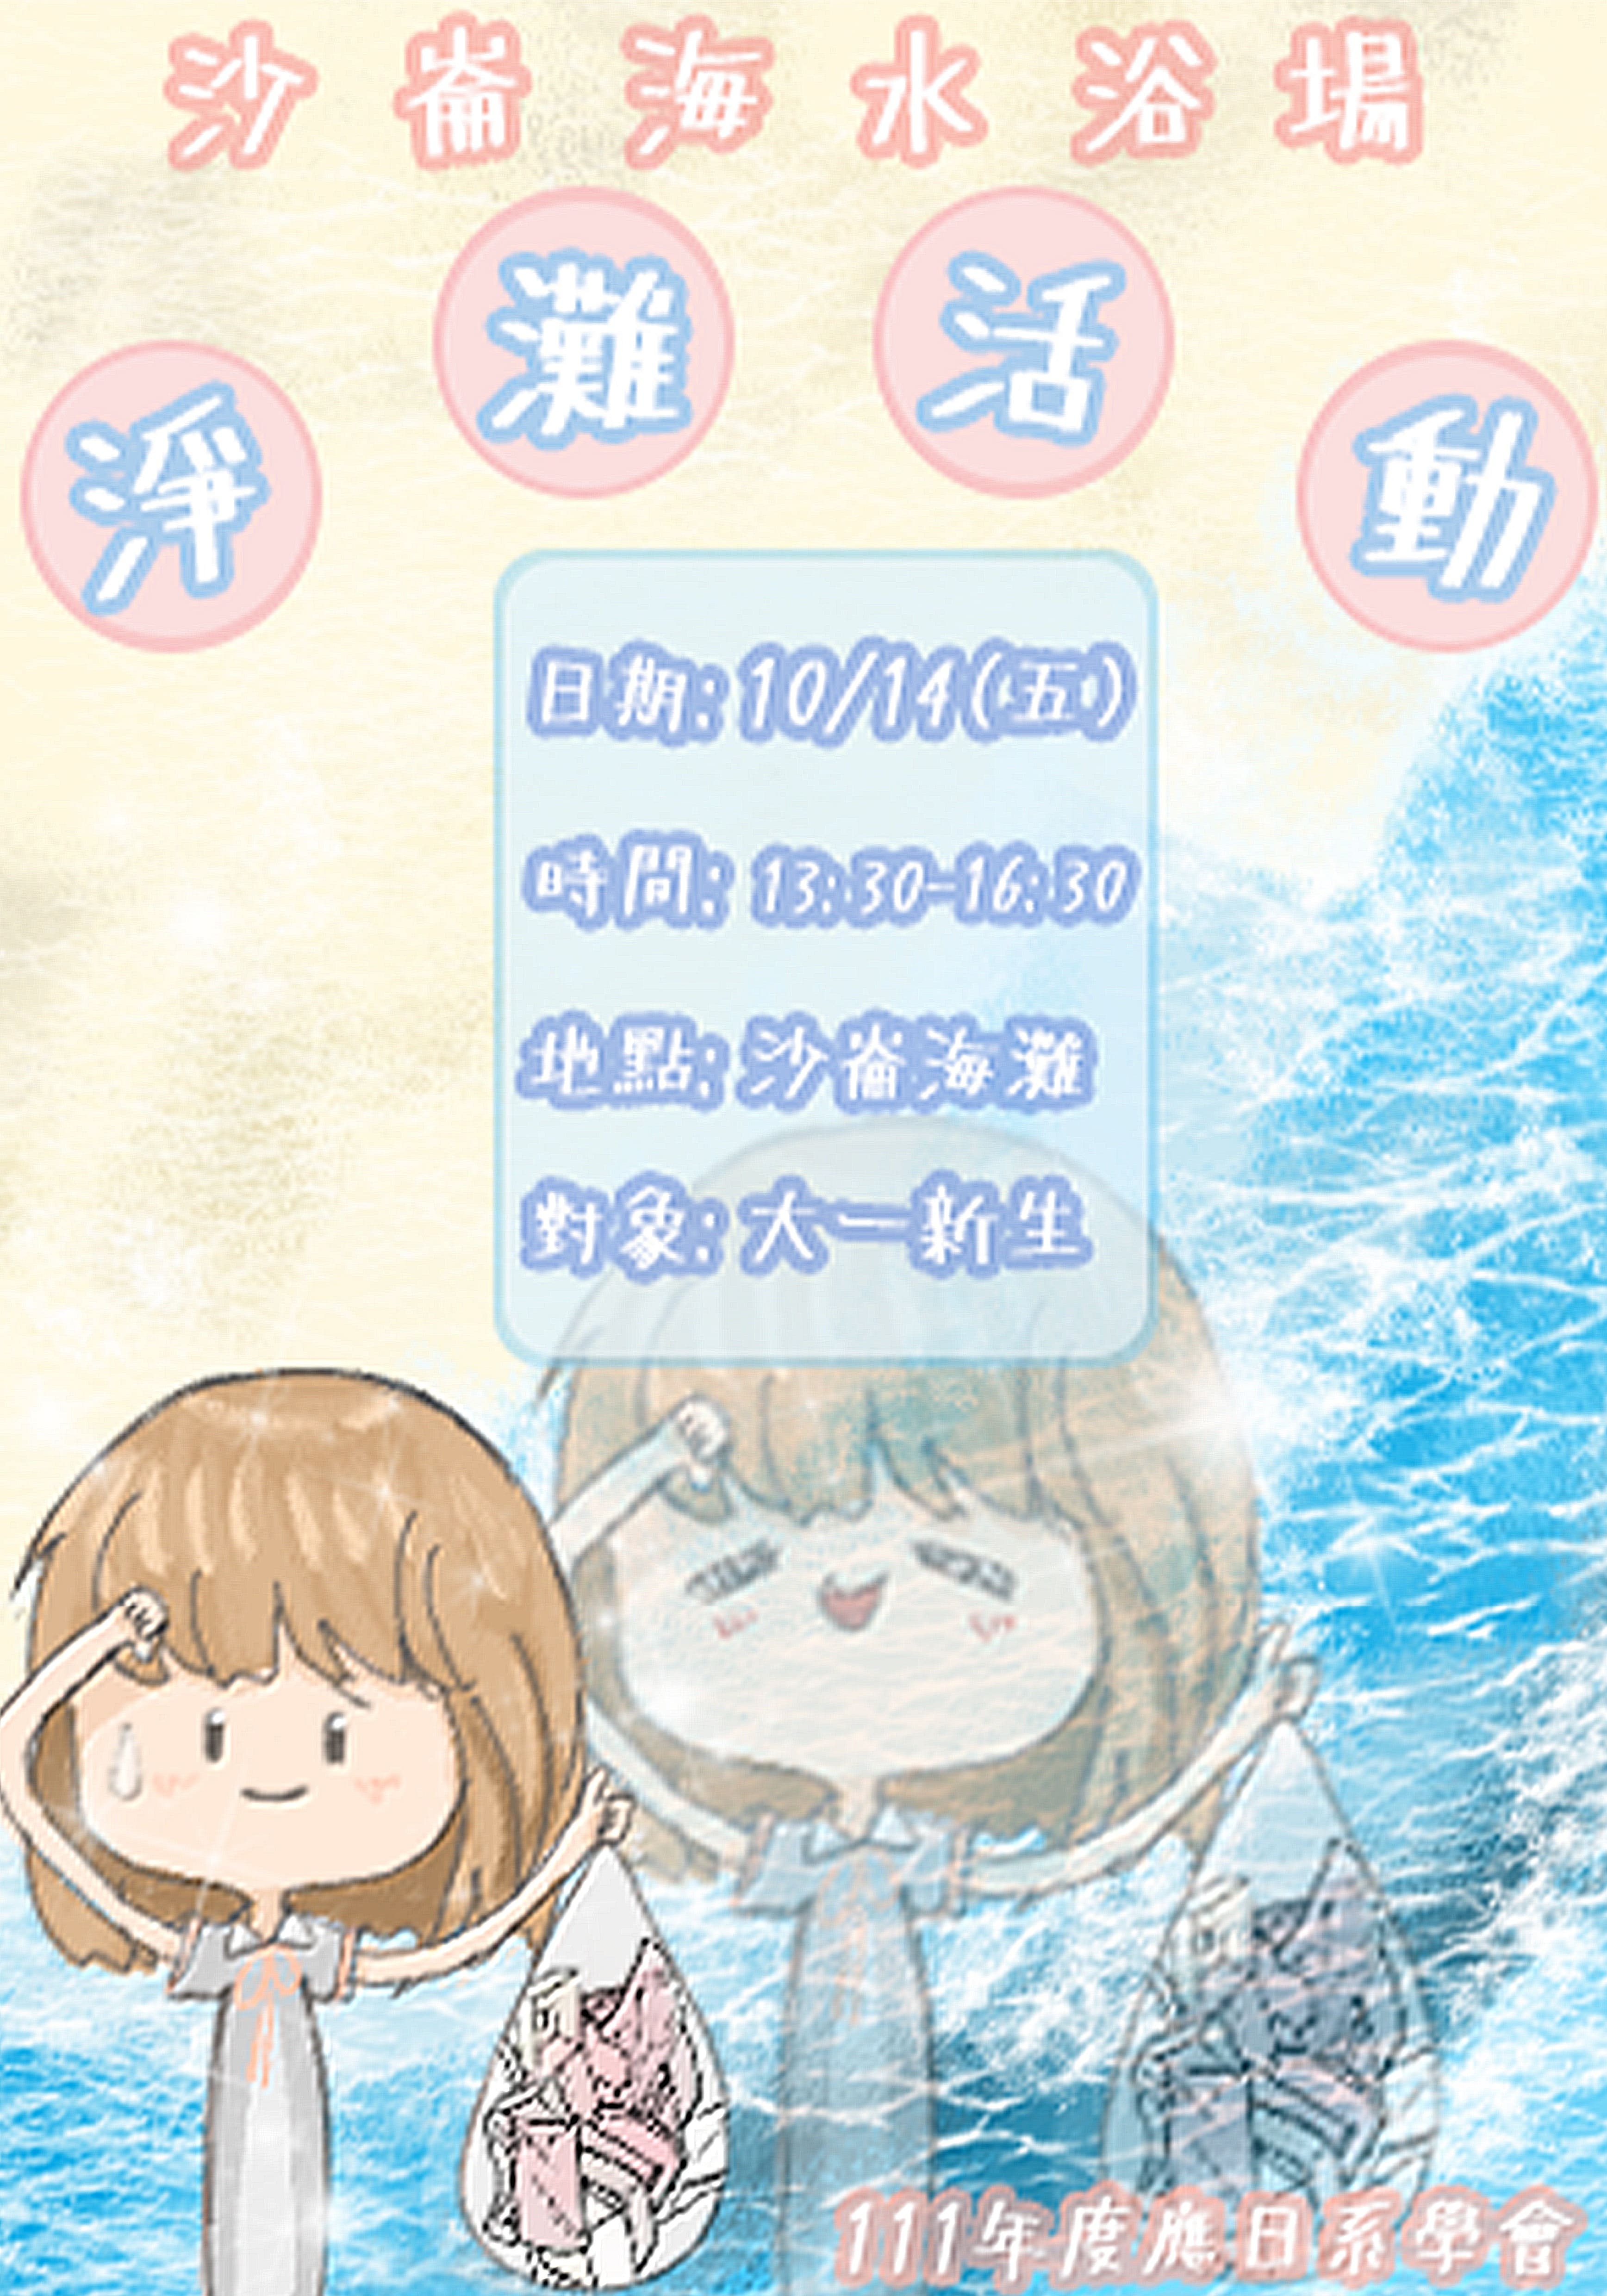 沙崙海水浴場
淨灘活動
日期:10/14(五)
時間:13:30-16:30
地點:沙崙海灘
對象:大一新生
111年度應日系學會